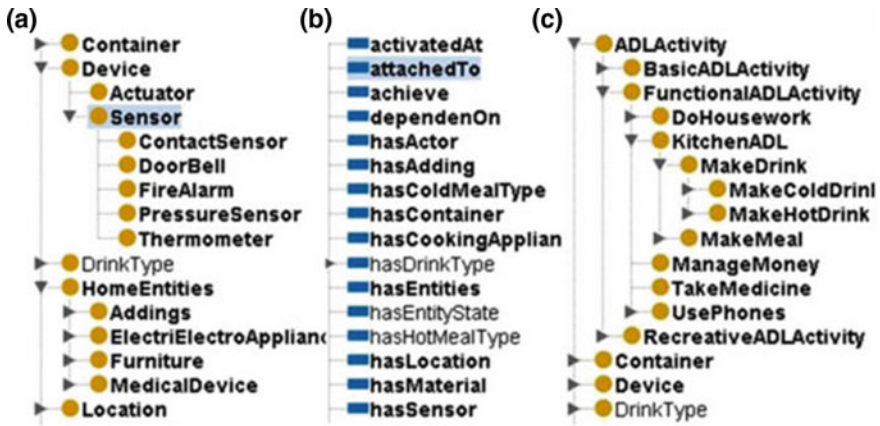 (a)
Container
Device
Actuator
Sensor
ContactSensor
DoorBell
FireAlarm
PressureSensor
Thermometer
DrinkType
HomeEntities
Addings
ElectriElectroApplianc
Furniture
MedicalDevice
Location
(b)
activatedAt
attachedTo
achieve
dependenOn
hasActor
hasAdding
hasColdMealType
hasContainer
hasCookingApplian
hasDrinkType
hasEntities
hasEntityState
hasHotMealType
hasLocation
hasMaterial
hasSensor
(c)
ADLActivity
BasicADLActivity
FunctionalADLActivity
DoHousework
KitchenADL
MakeDrink
MakeColdDrinl
MakeHotDrink
MakeMeal
ManageMoney
TakeMedicine
UsePhones
RecreativeADLActivity
Container
Device
DrinkType